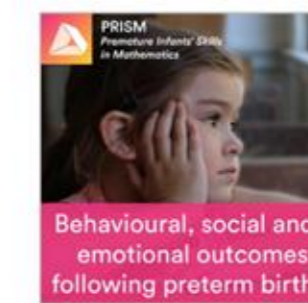 PRISM
Premature Infants' Skills
in Mathematics
Behavioural, social and
emotional outcomes
following preterm birth